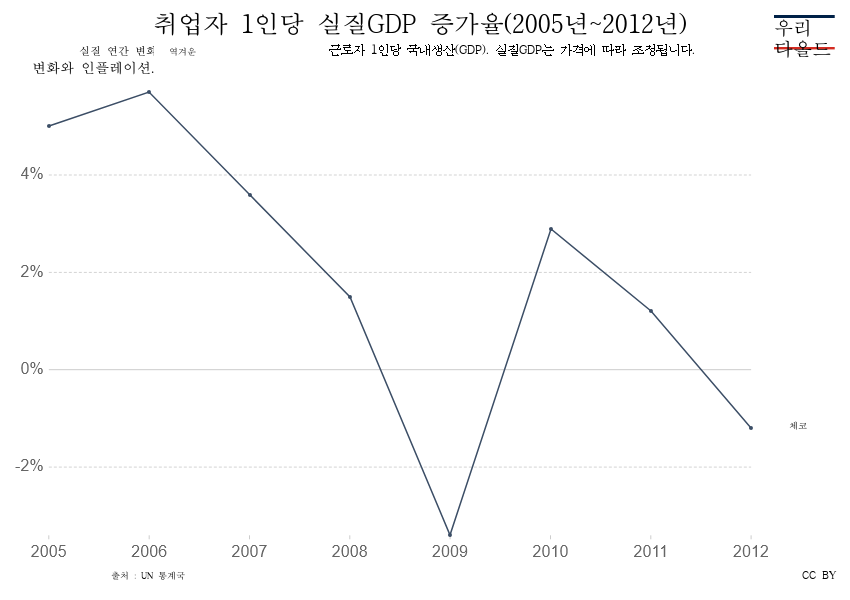 취업자 1인당 실질GDP 증가율(2005년~2012년)
우리
다올드
실질 연간 변화 역겨운 근로자 1인당 국내생산(GDP). 실질GDP는 가격에 따라 조정됩니다.
변화와 인플레이션.
4%
2%
0%
-2%
체코
2005 2006 2007 2008 2009 2010 2011 2012
출처 : UN 통계국
CC BY